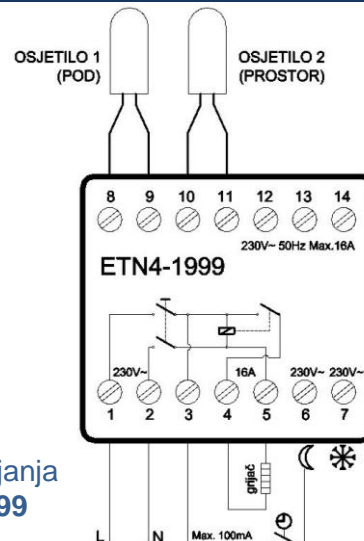 OSJETILO 1
(POD)
OSJETILO 2
(PROSTOR)
8 9 10 11 12 13 14
230V~ 50Hz Max.16A
ETN4-1999
230V~ 16A 230V~ 230V~
1 2 3 4 5 6 7
grijač
janja
99
L N Max. 100mA